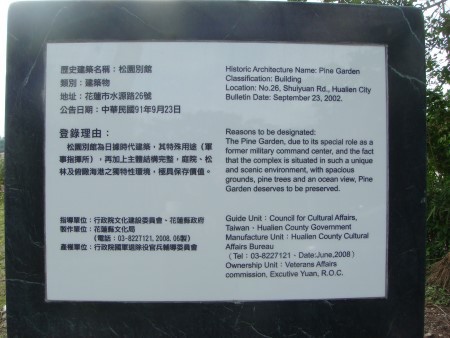 歷史建築名稱：松園別館
類別：建築物
地址：花蓮市水源路26號
公告日期：中華民國91年9月23日
登錄理由：
松園別館為日據時代建築，其特殊用途（軍
事指揮所），再加上主體結構完整，庭院、松
林及俯瞰海港之獨特性環境，極具保存價值。
指導單位：行政院文化建設委員會、花蓮縣政府
製作單位：花蓮縣文化局
（電話：03-8227121, 2008. 06製）
產權單位：行政院國軍退除役官兵輔導委員會
Historic Architecture Name: Pine Garden
Classification: Building
Location: No.26, Shuiyuan Rd., Hualien City
Bulletin Date: September 23, 2002.
Reasons to be designated:
The Pine Garden, due to its special role as a
former military command center, and the fact
that the complex is situated in such a unique
and scenic environment, with spacious
grounds, pine trees and an ocean view, Pine
Garden deserves to be preserved.
Guide Unit : Council for Cultural Affairs,
Taiwan、Hualien County Government
Manufacture Unit : Hualien County Cultural
Affairs Bureau
（Tel : 03-8227121、Date:June,2008）
Ownership Unit : Veterans Affairs
commission, Excutive Yuan, R.O.C.